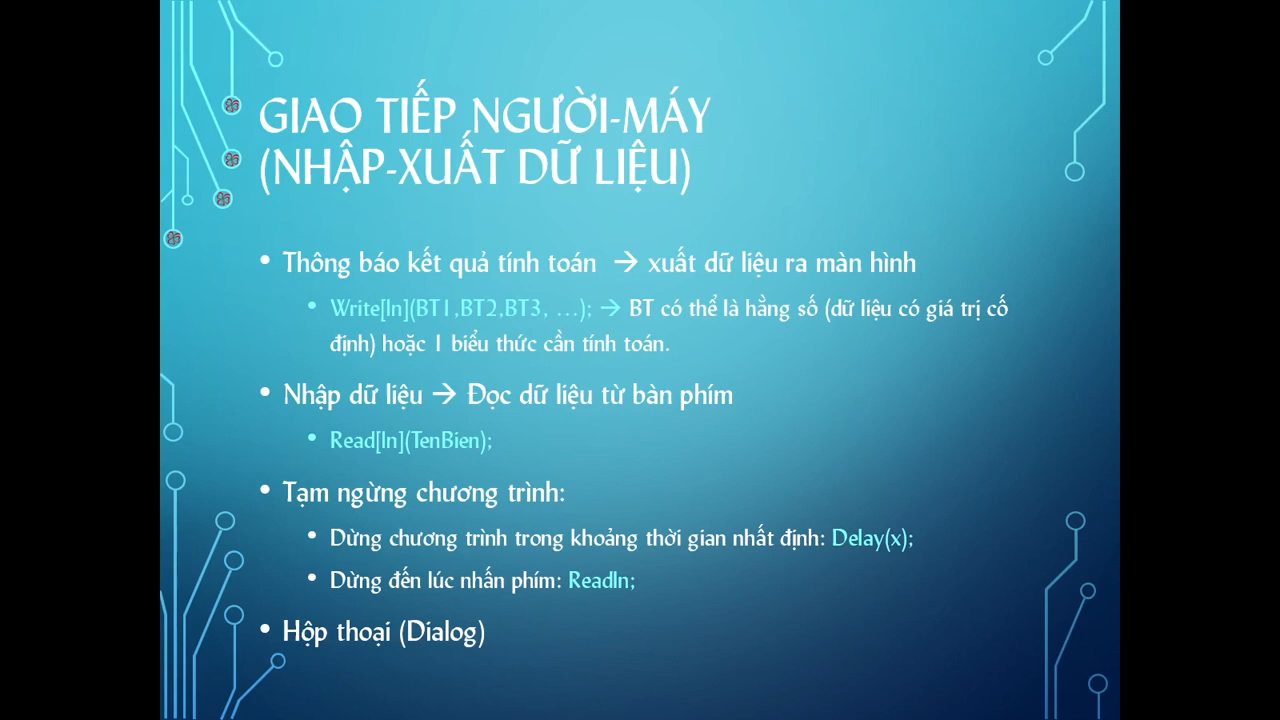 GIAO TIẾP NGƯỜI-MÁY
(NHẬP-XUẤT DỮ LIỆU)
• Thông báo kết quả tính toán → xuất dữ liệu ra màn hình
• Write[ln](BT1,BT2,BT3, …); → BT có thể là hằng số (dữ liệu có giá trị cố
định) hoặc 1 biểu thức cần tính toán.
• Nhập dữ liệu → Đọc dữ liệu từ bàn phím
• Read[ln](TenBien);
• Tạm ngừng chương trình:
• Dừng chương trình trong khoảng thời gian nhất định: Delay(x);
• Dừng đến lúc nhấn phím: Readln;
• Hộp thoại (Dialog)